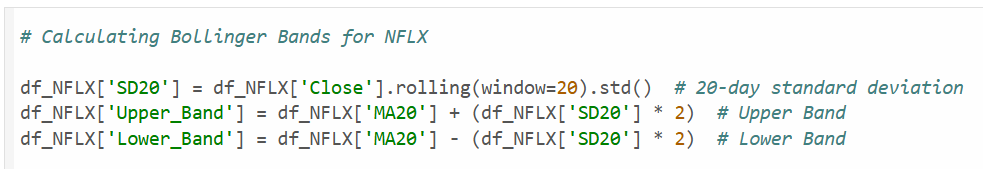 # Calculating Bollinger Bands for NFLX
df_NFLX['SD20'] = df_NFLX['Close'].rolling(window=20).std()  # 20-day standard deviation
df_NFLX['Upper_Band'] = df_NFLX['MA20'] + (df_NFLX['SD20'] * 2)  # Upper Band
df_NFLX['Lower_Band'] = df_NFLX['MA20'] - (df_NFLX['SD20'] * 2)  # Lower Band